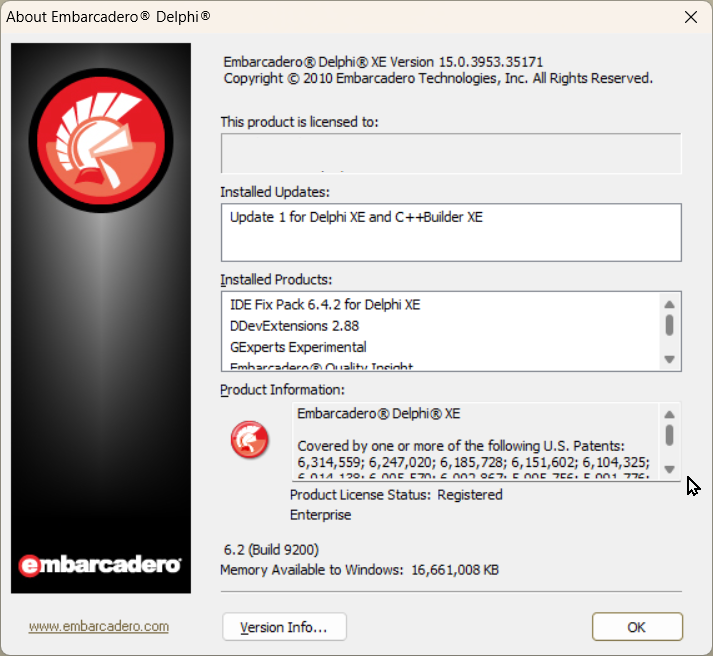 About Embarcadero® Delphi®
Embarcadero® Delphi® XE Version 15.0.3953.35171
Copyright © 2010 Embarcadero Technologies, Inc. All Rights Reserved.
This product is licensed to:
Installed Updates:
Update 1 for Delphi XE and C++Builder XE
Installed Products:
IDE Fix Pack 6.4.2 for Delphi XE
DDevExtensions 2.88
GExperts Experimental
Embarcadero® Quality Insight
Product Information:
Embarcadero® Delphi® XE
Covered by one or more of the following U.S. Patents:
6,314,559; 6,247,020; 6,185,728; 6,151,602; 6,104,325;
Product License Status: Registered
Enterprise
embarcadero
6.2 (Build 9200)
Memory Available to Windows: 16,661,008 KB
www.embarcadero.com
Version Info...
OK